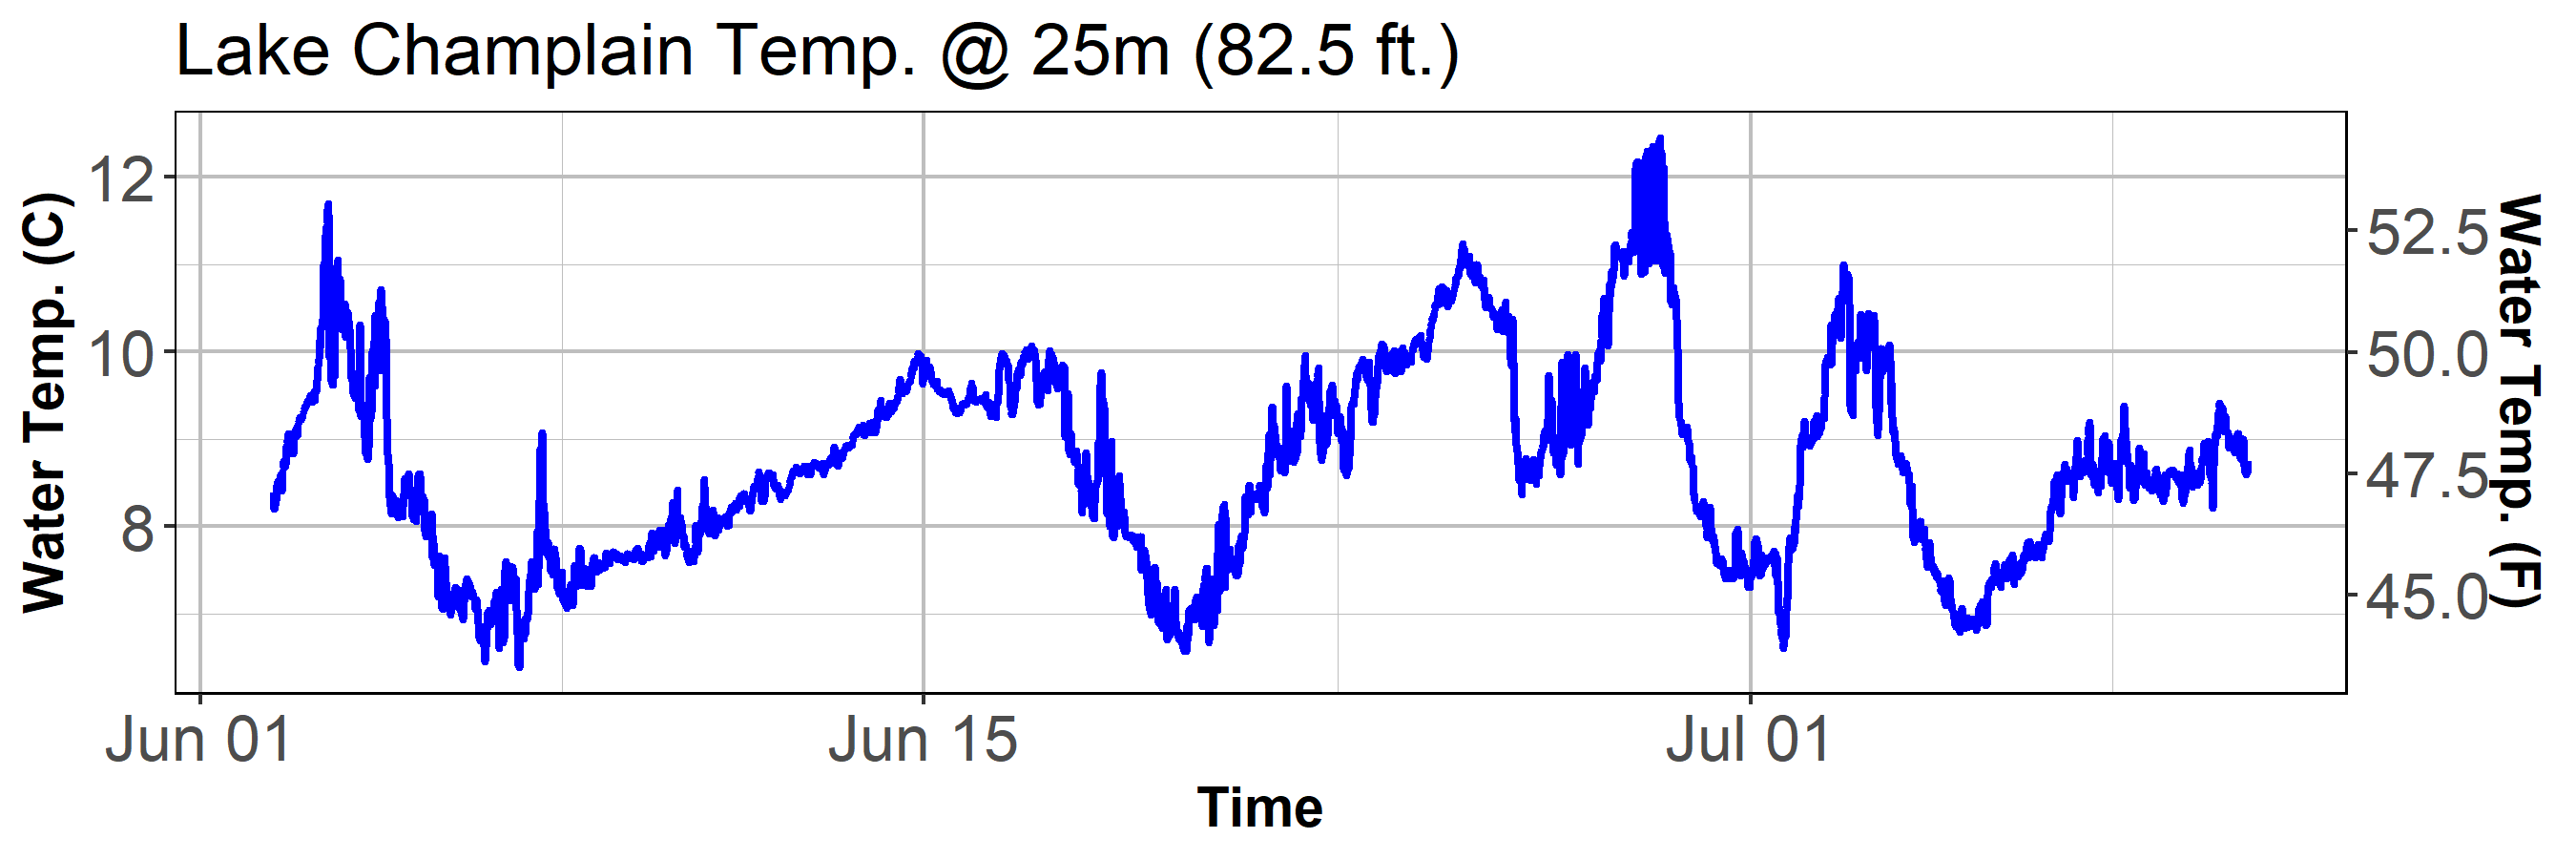 Lake Champlain Temp. @ 25m (82.5 ft.)
Water Temp. (C)
12
10
8
52.5
50.0
47.5
45.0
Water Temp. (F)
Jun 01
Jun 15
Jul 01
Time